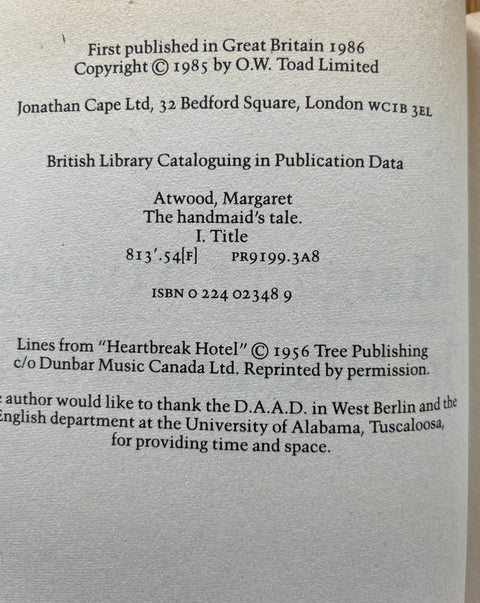 First published in Great Britain 1986
Copyright © 1985 by O.W. Toad Limited
Jonathan Cape Ltd, 32 Bedford Square, London WC1B 3EL
British Library Cataloguing in Publication Data
Atwood, Margaret
The handmaid's tale.
I. Title
813'.54[F] PR9199.3A8
ISBN 0 224 02348 9
Lines from "Heartbreak Hotel" © 1956 Tree Publishing
c/o Dunbar Music Canada Ltd. Reprinted by permission.
author would like to thank the D.A.A.D. in West Berlin and the
English department at the University of Alabama, Tuscaloosa,
for providing time and space.